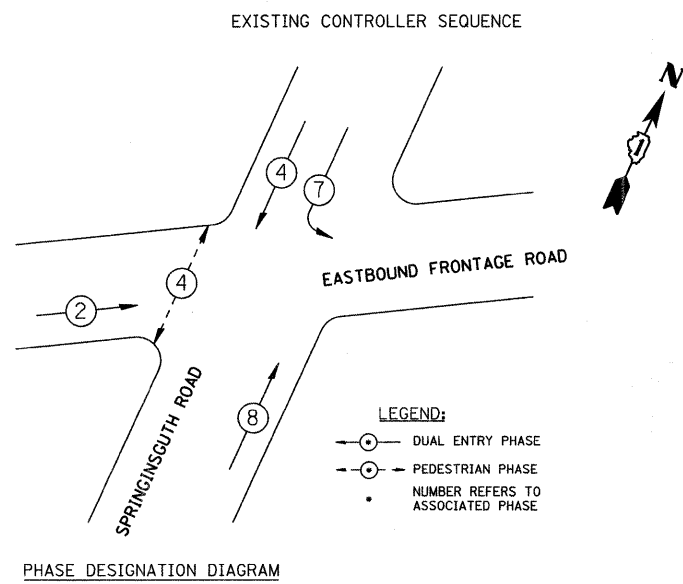 EXISTING CONTROLLER SEQUENCE
N
1
4
7
4
2
EASTBOUND FRONTAGE ROAD
8
SPRINGINSGUTH ROAD
LEGEND:
DUAL ENTRY PHASE
PEDESTRIAN PHASE
NUMBER REFERS TO
ASSOCIATED PHASE
PHASE DESIGNATION DIAGRAM